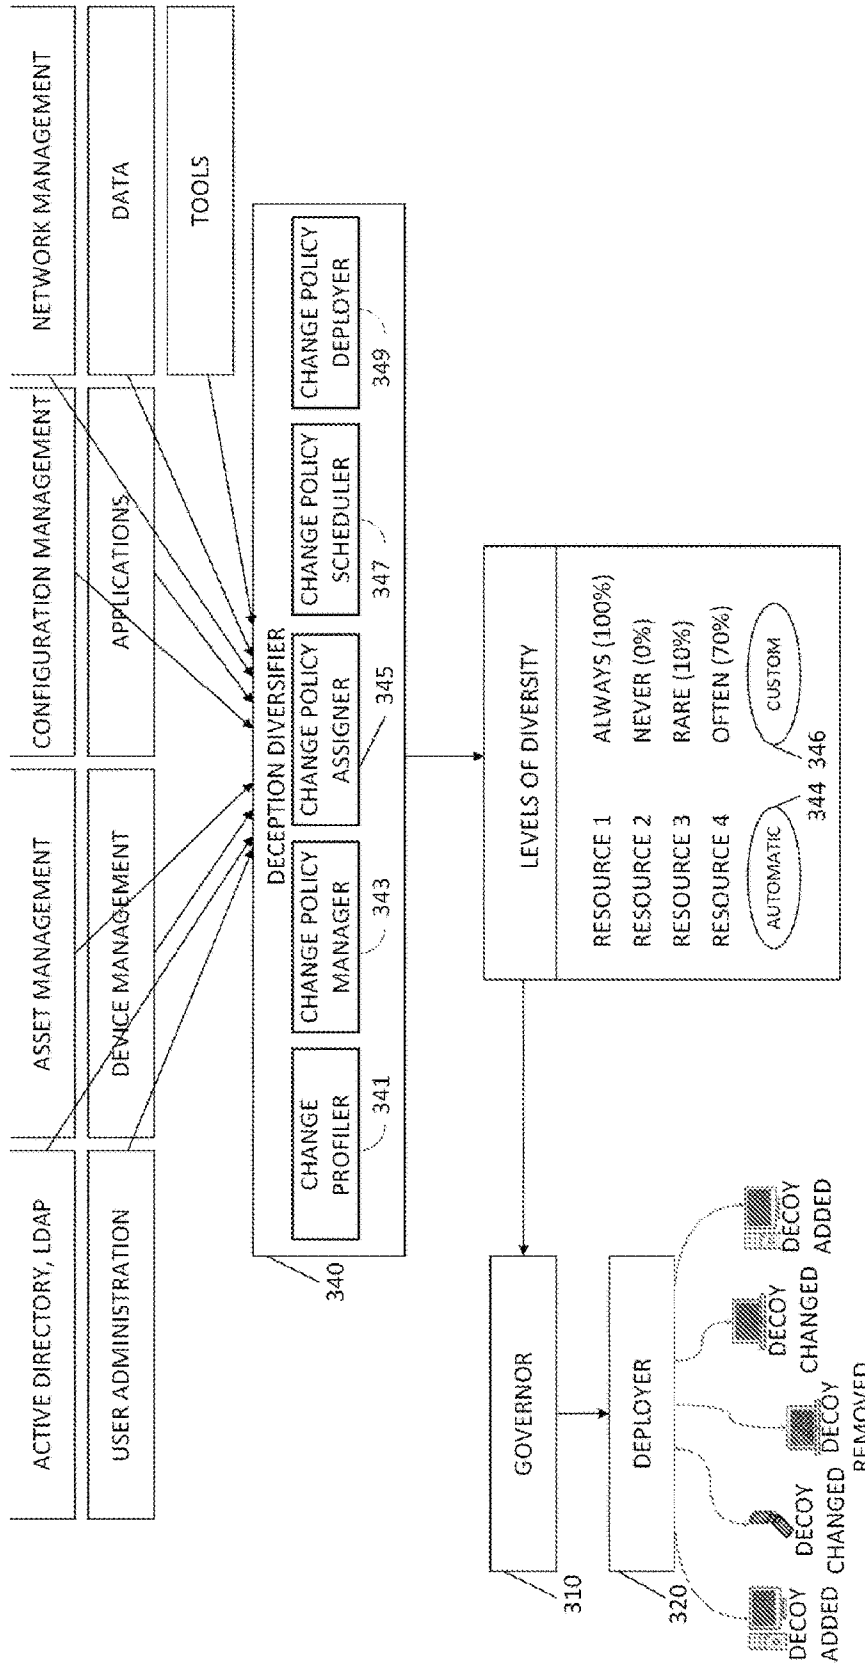 ACTIVE DIRECTORY, LDAP
ASSET MANAGEMENT
CONFIGURATION MANAGEMENT
NETWORK MANAGEMENT
USER ADMINISTRATION
DEVICE MANAGEMENT
APPLICATIONS
DATA
TOOLS
DECEPTION DIVERSIFIER
340
CHANGE
PROFILER
341
CHANGE POLICY
MANAGER
343
CHANGE POLICY
ASSIGNER
345
CHANGE POLICY
SCHEDULER
347
CHANGE POLICY
DEPLOYER
349
LEVELS OF DIVERSITY
RESOURCE 1 ALWAYS (100%)
RESOURCE 2 NEVER (0%)
RESOURCE 3 RARE (10%)
RESOURCE 4 OFTEN (70%)
AUTOMATIC
CUSTOM
344
346
GOVERNOR
310
DEPLOYER
320
DECOY
ADDED
DECOY
CHANGED
DECOY
REMOVED
DECOY
CHANGED
DECOY
ADDED